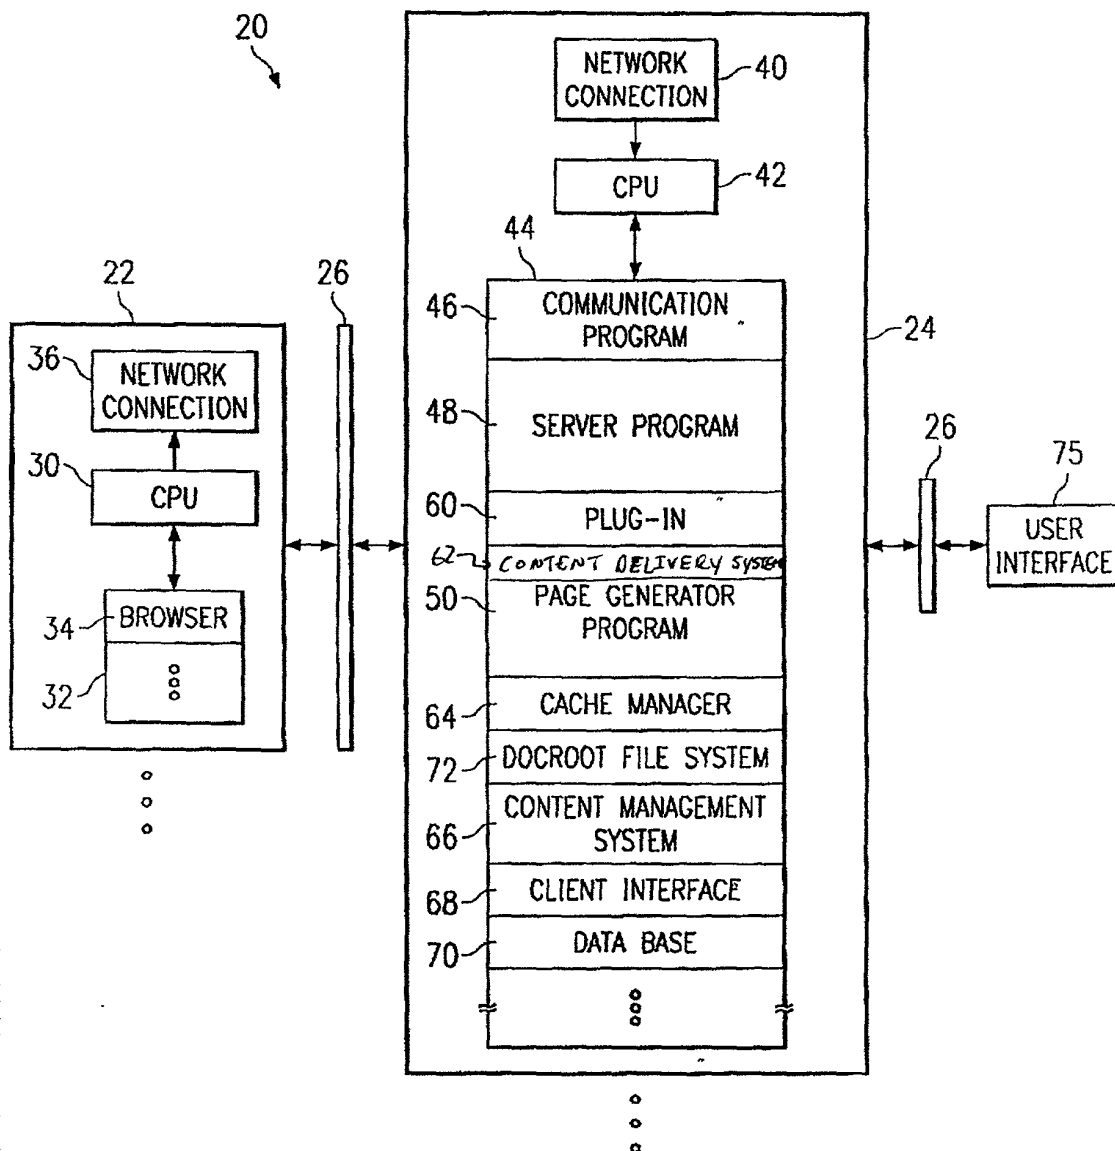 20
NETWORK
CONNECTION
40
CPU
42
44
22
26
46
COMMUNICATION
PROGRAM
24
36
NETWORK
CONNECTION
48
SERVER PROGRAM
30
CPU
26
75
60
PLUG-IN
USER
INTERFACE
62
CONTENT DELIVERY SYSTEM
50
PAGE GENERATOR
PROGRAM
34
BROWSER
32
64
CACHE MANAGER
72
DOCROOT FILE SYSTEM
66
CONTENT MANAGEMENT
SYSTEM
68
CLIENT INTERFACE
70
DATA BASE